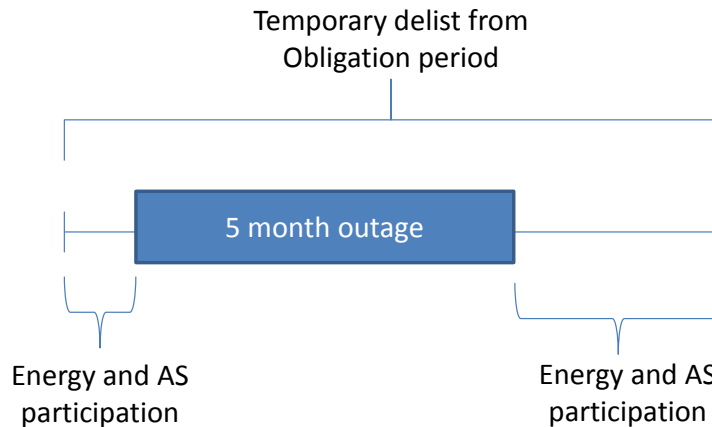 Temporary delist from
Obligation period
5 month outage
Energy and AS
participation
Energy and AS
participation